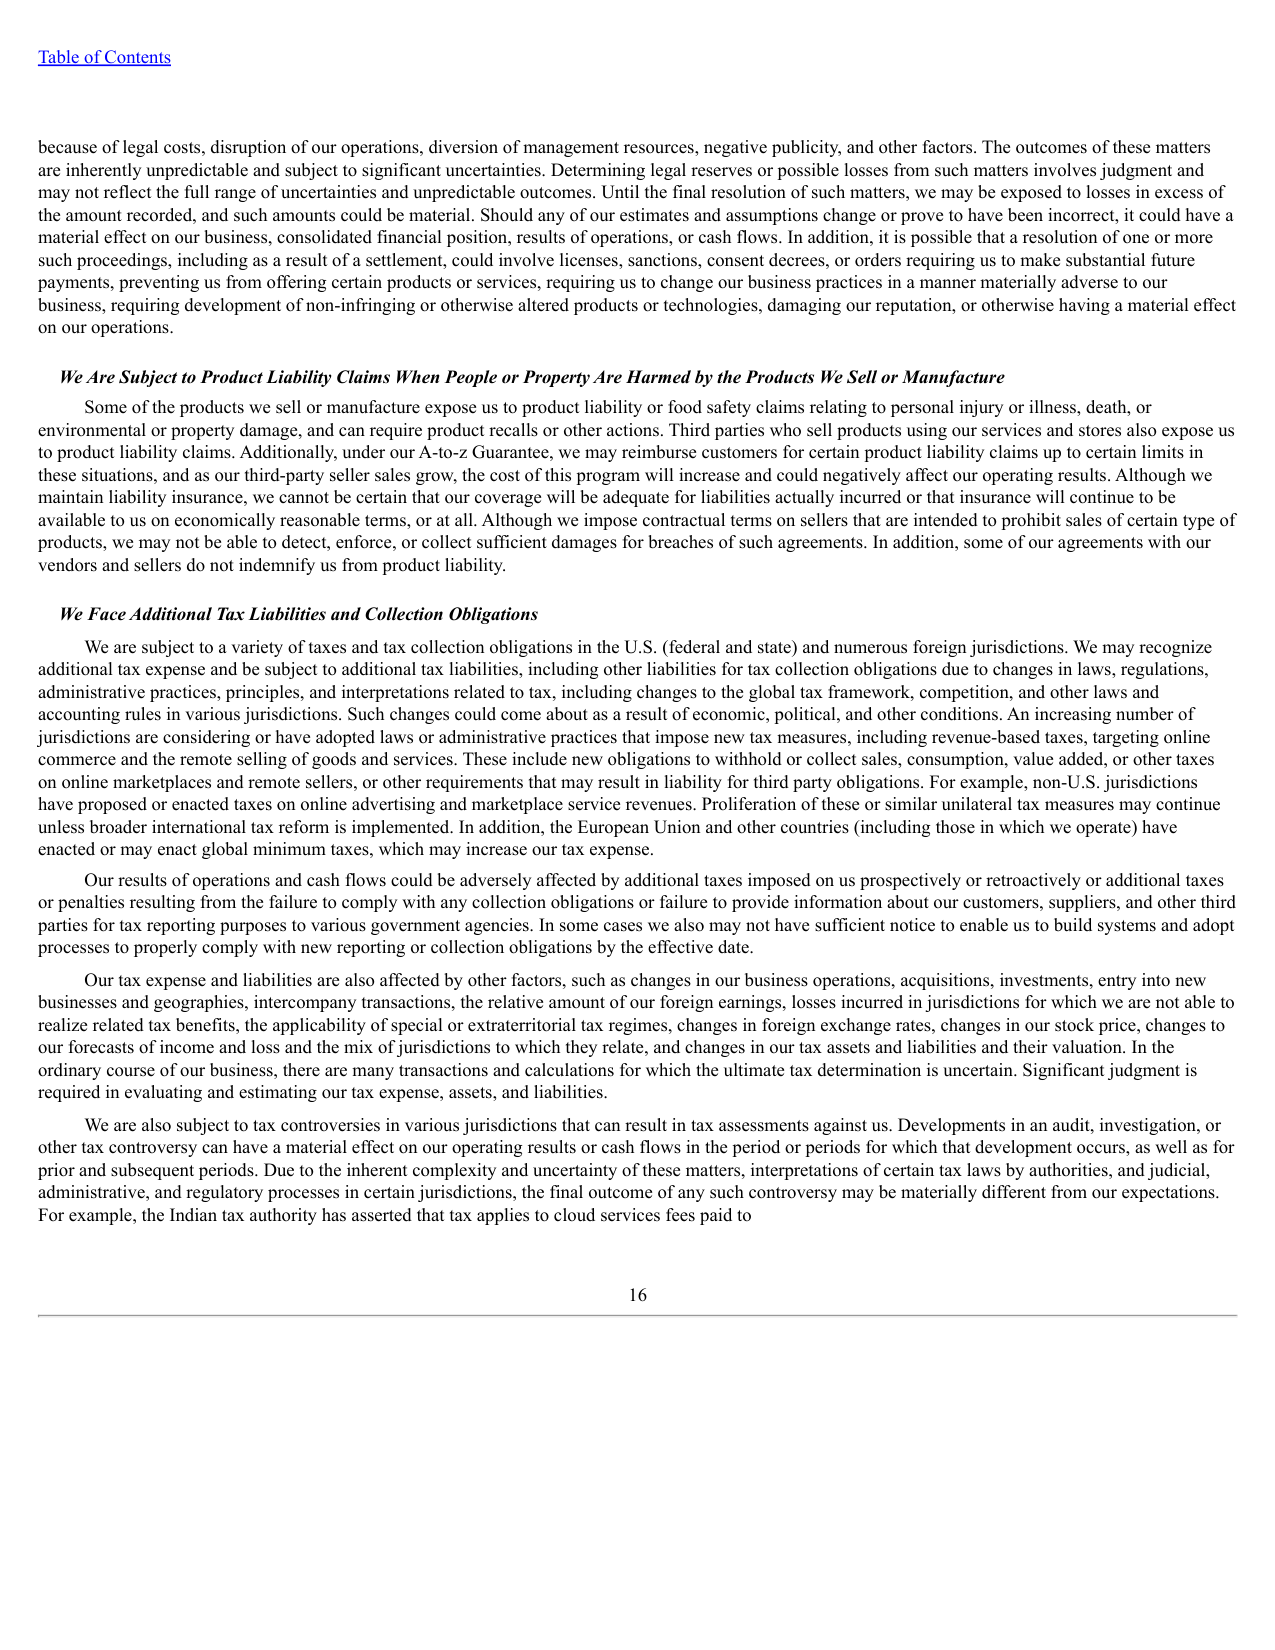 Table of Contents
because of legal costs, disruption of our operations, diversion of management resources, negative publicity, and other factors. The outcomes of these matters
are inherently unpredictable and subject to significant uncertainties. Determining legal reserves or possible losses from such matters involves judgment and
may not reflect the full range of uncertainties and unpredictable outcomes. Until the final resolution of such matters, we may be exposed to losses in excess of
the amount recorded, and such amounts could be material. Should any of our estimates and assumptions change or prove to have been incorrect, it could have a
material effect on our business, consolidated financial position, results of operations, or cash flows. In addition, it is possible that a resolution of one or more
such proceedings, including as a result of a settlement, could involve licenses, sanctions, consent decrees, or orders requiring us to make substantial future
payments, preventing us from offering certain products or services, requiring us to change our business practices in a manner materially adverse to our
business, requiring development of non-infringing or otherwise altered products or technologies, damaging our reputation, or otherwise having a material effect
on our operations.
We Are Subject to Product Liability Claims When People or Property Are Harmed by the Products We Sell or Manufacture
Some of the products we sell or manufacture expose us to product liability or food safety claims relating to personal injury or illness, death, or
environmental or property damage, and can require product recalls or other actions. Third parties who sell products using our services and stores also expose us
to product liability claims. Additionally, under our A-to-z Guarantee, we may reimburse customers for certain product liability claims up to certain limits in
these situations, and as our third-party seller sales grow, the cost of this program will increase and could negatively affect our operating results. Although we
maintain liability insurance, we cannot be certain that our coverage will be adequate for liabilities actually incurred or that insurance will continue to be
available to us on economically reasonable terms, or at all. Although we impose contractual terms on sellers that are intended to prohibit sales of certain type of
products, we may not be able to detect, enforce, or collect sufficient damages for breaches of such agreements. In addition, some of our agreements with our
vendors and sellers do not indemnify us from product liability.
We Face Additional Tax Liabilities and Collection Obligations
We are subject to a variety of taxes and tax collection obligations in the U.S. (federal and state) and numerous foreign jurisdictions. We may recognize
additional tax expense and be subject to additional tax liabilities, including other liabilities for tax collection obligations due to changes in laws, regulations,
administrative practices, principles, and interpretations related to tax, including changes to the global tax framework, competition, and other laws and
accounting rules in various jurisdictions. Such changes could come about as a result of economic, political, and other conditions. An increasing number of
jurisdictions are considering or have adopted laws or administrative practices that impose new tax measures, including revenue-based taxes, targeting online
commerce and the remote selling of goods and services. These include new obligations to withhold or collect sales, consumption, value added, or other taxes
on online marketplaces and remote sellers, or other requirements that may result in liability for third party obligations. For example, non-U.S. jurisdictions
have proposed or enacted taxes on online advertising and marketplace service revenues. Proliferation of these or similar unilateral tax measures may continue
unless broader international tax reform is implemented. In addition, the European Union and other countries (including those in which we operate) have
enacted or may enact global minimum taxes, which may increase our tax expense.
Our results of operations and cash flows could be adversely affected by additional taxes imposed on us prospectively or retroactively or additional taxes
or penalties resulting from the failure to comply with any collection obligations or failure to provide information about our customers, suppliers, and other third
parties for tax reporting purposes to various government agencies. In some cases we also may not have sufficient notice to enable us to build systems and adopt
processes to properly comply with new reporting or collection obligations by the effective date.
Our tax expense and liabilities are also affected by other factors, such as changes in our business operations, acquisitions, investments, entry into new
businesses and geographies, intercompany transactions, the relative amount of our foreign earnings, losses incurred in jurisdictions for which we are not able to
realize related tax benefits, the applicability of special or extraterritorial tax regimes, changes in foreign exchange rates, changes in our stock price, changes to
our forecasts of income and loss and the mix of jurisdictions to which they relate, and changes in our tax assets and liabilities and their valuation. In the
ordinary course of our business, there are many transactions and calculations for which the ultimate tax determination is uncertain. Significant judgment is
required in evaluating and estimating our tax expense, assets, and liabilities.
We are also subject to tax controversies in various jurisdictions that can result in tax assessments against us. Developments in an audit, investigation, or
other tax controversy can have a material effect on our operating results or cash flows in the period or periods for which that development occurs, as well as for
prior and subsequent periods. Due to the inherent complexity and uncertainty of these matters, interpretations of certain tax laws by authorities, and judicial,
administrative, and regulatory processes in certain jurisdictions, the final outcome of any such controversy may be materially different from our expectations.
For example, the Indian tax authority has asserted that tax applies to cloud services fees paid to
16